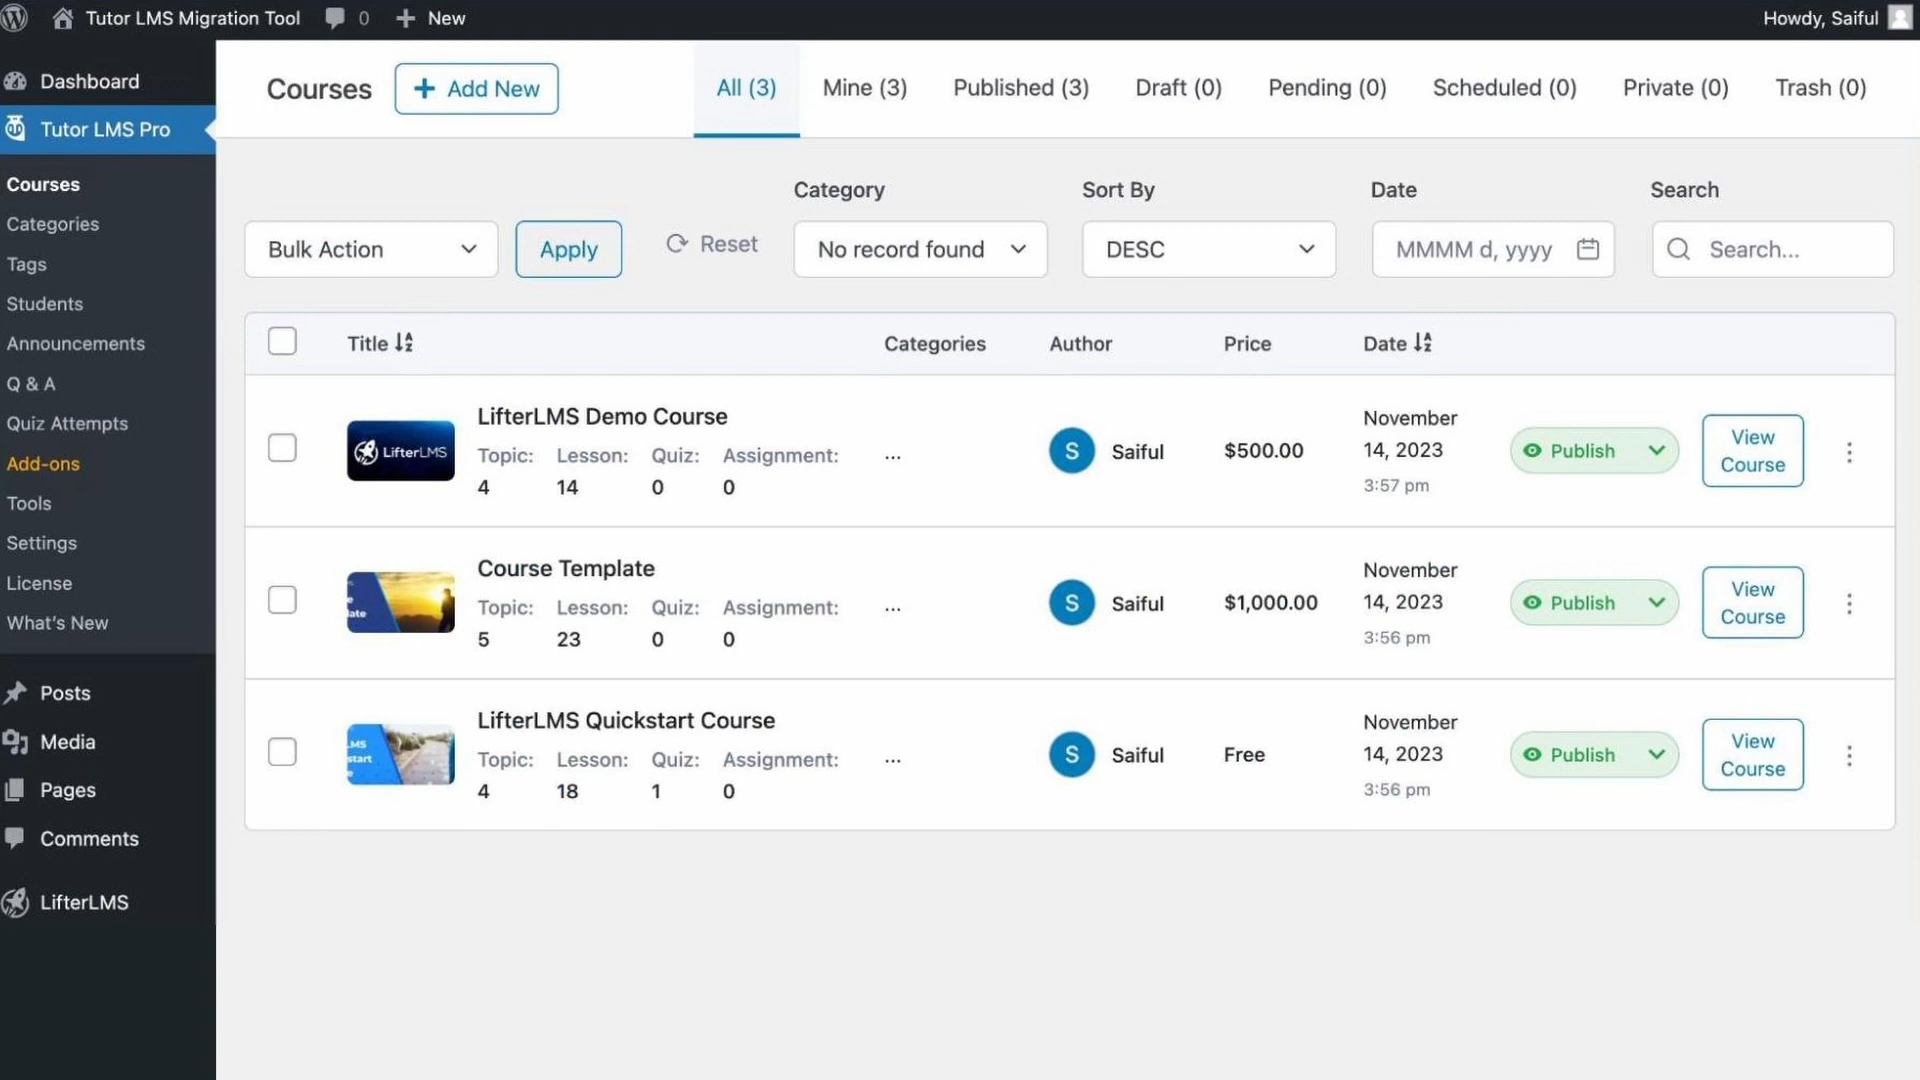 Tutor LMS Migration Tool 0 New Howdy, Saiful
Dashboard
Tutor LMS Pro
Courses
Categories
Tags
Students
Announcements
Q & A
Quiz Attempts
Add-ons
Tools
Settings
License
What's New
Posts
Media
Pages
Comments
LifterLMS
Courses + Add New All (3) Mine (3) Published (3) Draft (0) Pending (0) Scheduled (0) Private (0) Trash (0)
Category Sort By Date Search
Bulk Action Apply Reset No record found DESC MMMM d, yyyy Search...
Title Categories Author Price Date
LifterLMS
LifterLMS Demo Course
Topic: Lesson: Quiz: Assignment:
4 14 0 0
...
S Saiful $500.00
November
14, 2023
3:57 pm
Publish
View
Course
Course Template
Topic: Lesson: Quiz: Assignment:
5 23 0 0
...
S Saiful $1,000.00
November
14, 2023
3:56 pm
Publish
View
Course
LifterLMS Quickstart Course
Topic: Lesson: Quiz: Assignment:
4 18 1 0
...
S Saiful Free
November
14, 2023
3:56 pm
Publish
View
Course